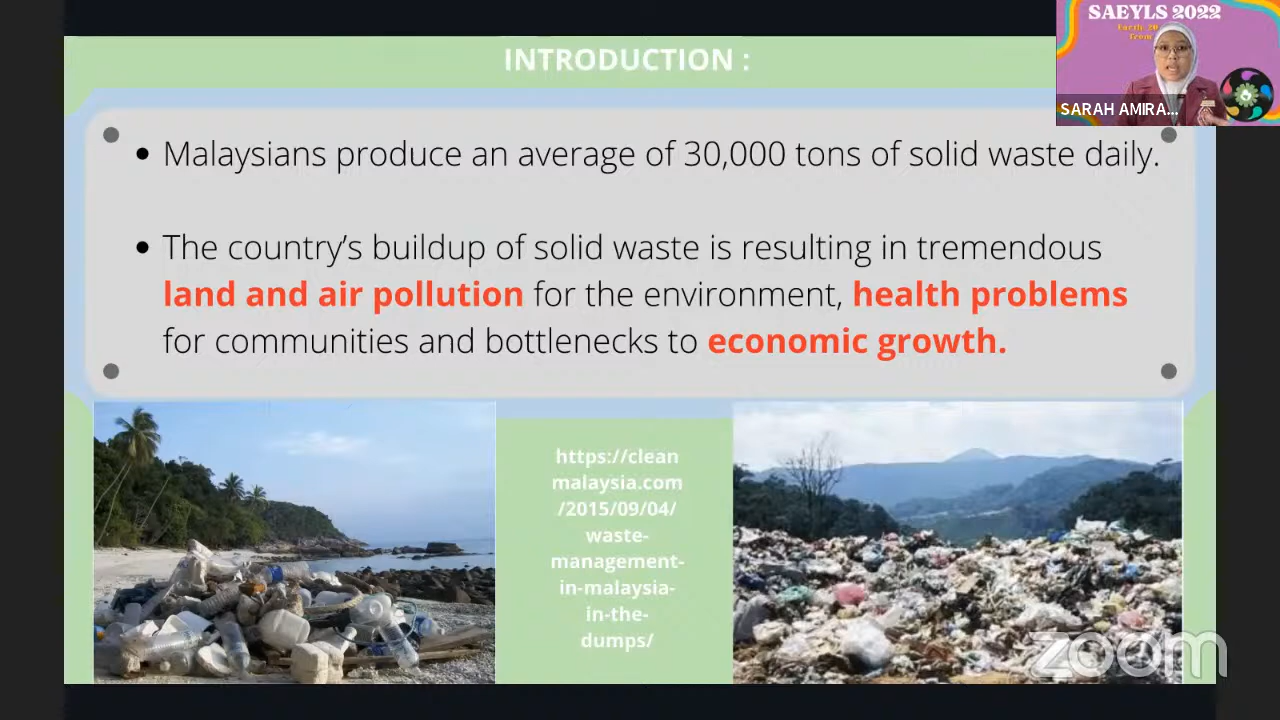 INTRODUCTION :
SAEYLS 2022
SARAH AMIRA...
• Malaysians produce an average of 30,000 tons of solid waste daily.
• The country’s buildup of solid waste is resulting in tremendous
land and air pollution for the environment, health problems
for communities and bottlenecks to economic growth.
https://clean
malaysia.com
/2015/09/04/
waste-
management-
in-malaysia-
in-the-
dumps/
zoom